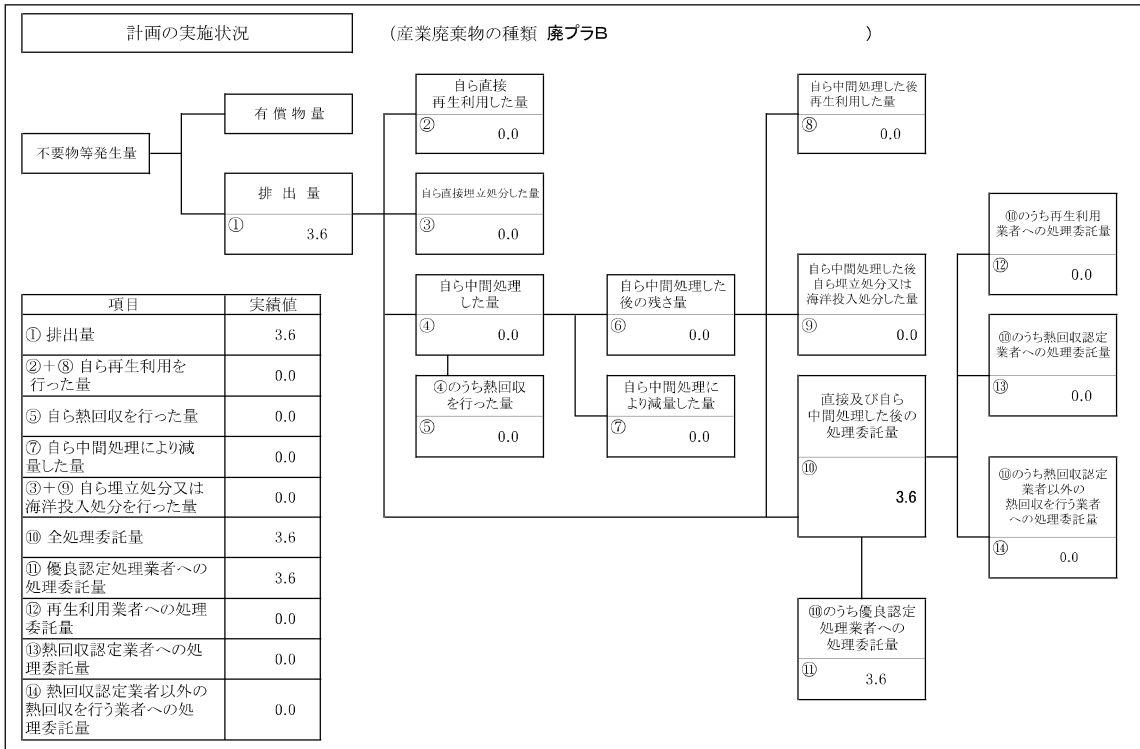 計画の実施状況
（産業廃棄物の種類 廃プラB ）
不要物等発生量
有 償 物 量
排 出 量
① 3.6
自ら直接
再生利用した量
② 0.0
自ら直接埋立処分した量
③ 0.0
自ら中間処理
した量
④ 0.0
④のうち熱回収
を行った量
⑤ 0.0
自ら中間処理した
後の残さ量
⑥ 0.0
自ら中間処理に
より減量した量
⑦ 0.0
自ら中間処理した後
再生利用した量
⑧ 0.0
自ら中間処理した後
自ら埋立処分又は
海洋投入処分した量
⑨ 0.0
直接及び自ら
中間処理した後の
処理委託量
⑩
3.6
⑩のうち優良認定
処理業者への
処理委託量
⑪ 3.6
⑩のうち再生利用
業者への処理委託量
⑫ 0.0
⑩のうち熱回収認定
業者への処理委託量
⑬ 0.0
⑩のうち熱回収認定
業者以外の
熱回収を行う業者
への処理委託量
⑭ 0.0
項目 実績値
① 排出量 3.6
②＋⑧ 自ら再生利用を
行った量 0.0
⑤ 自ら熱回収を行った量 0.0
⑦ 自ら中間処理により減
量した量 0.0
③＋⑨ 自ら埋立処分又は
海洋投入処分を行った量 0.0
⑩ 全処理委託量 3.6
⑪ 優良認定処理業者への
処理委託量 3.6
⑫ 再生利用業者への処理
委託量 0.0
⑬熱回収認定業者への処
理委託量 0.0
⑭ 熱回収認定業者以外の
熱回収を行う業者への処
理委託量 0.0